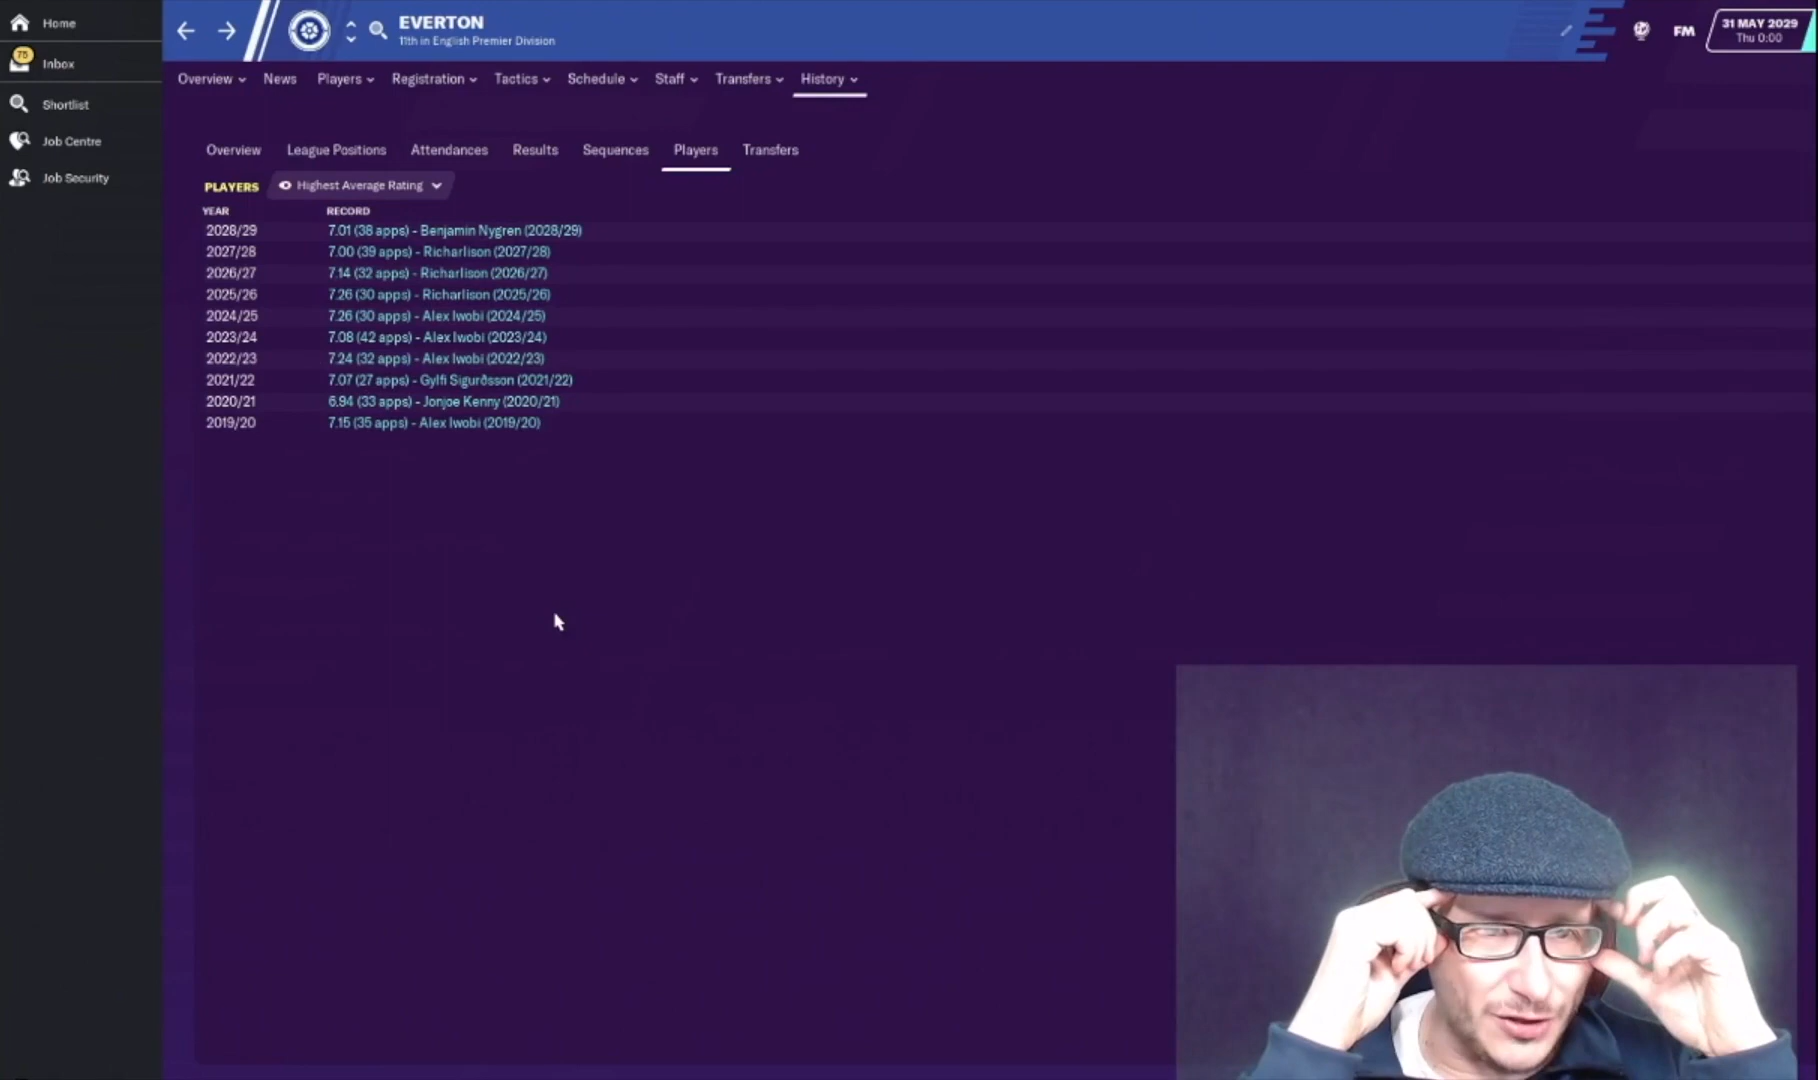 Home
Inbox
75
Shortlist
Job Centre
Job Security
EVERTON
11th in English Premier Division
FM
31 MAY 2029
Thu 0:00
Overview News Players Registration Tactics Schedule Staff Transfers History
Overview League Positions Attendances Results Sequences Players Transfers
PLAYERS Highest Average Rating
YEAR RECORD
2028/29 7.01 (38 apps) - Benjamin Nygren (2028/29)
2027/28 7.00 (39 apps) - Richarlison (2027/28)
2026/27 7.14 (32 apps) - Richarlison (2026/27)
2025/26 7.26 (30 apps) - Richarlison (2025/26)
2024/25 7.26 (30 apps) - Alex Iwobi (2024/25)
2023/24 7.08 (42 apps) - Alex Iwobi (2023/24)
2022/23 7.24 (32 apps) - Alex Iwobi (2022/23)
2021/22 7.07 (27 apps) - Gylfi Sigurðsson (2021/22)
2020/21 6.94 (33 apps) - Jonjoe Kenny (2020/21)
2019/20 7.15 (35 apps) - Alex Iwobi (2019/20)